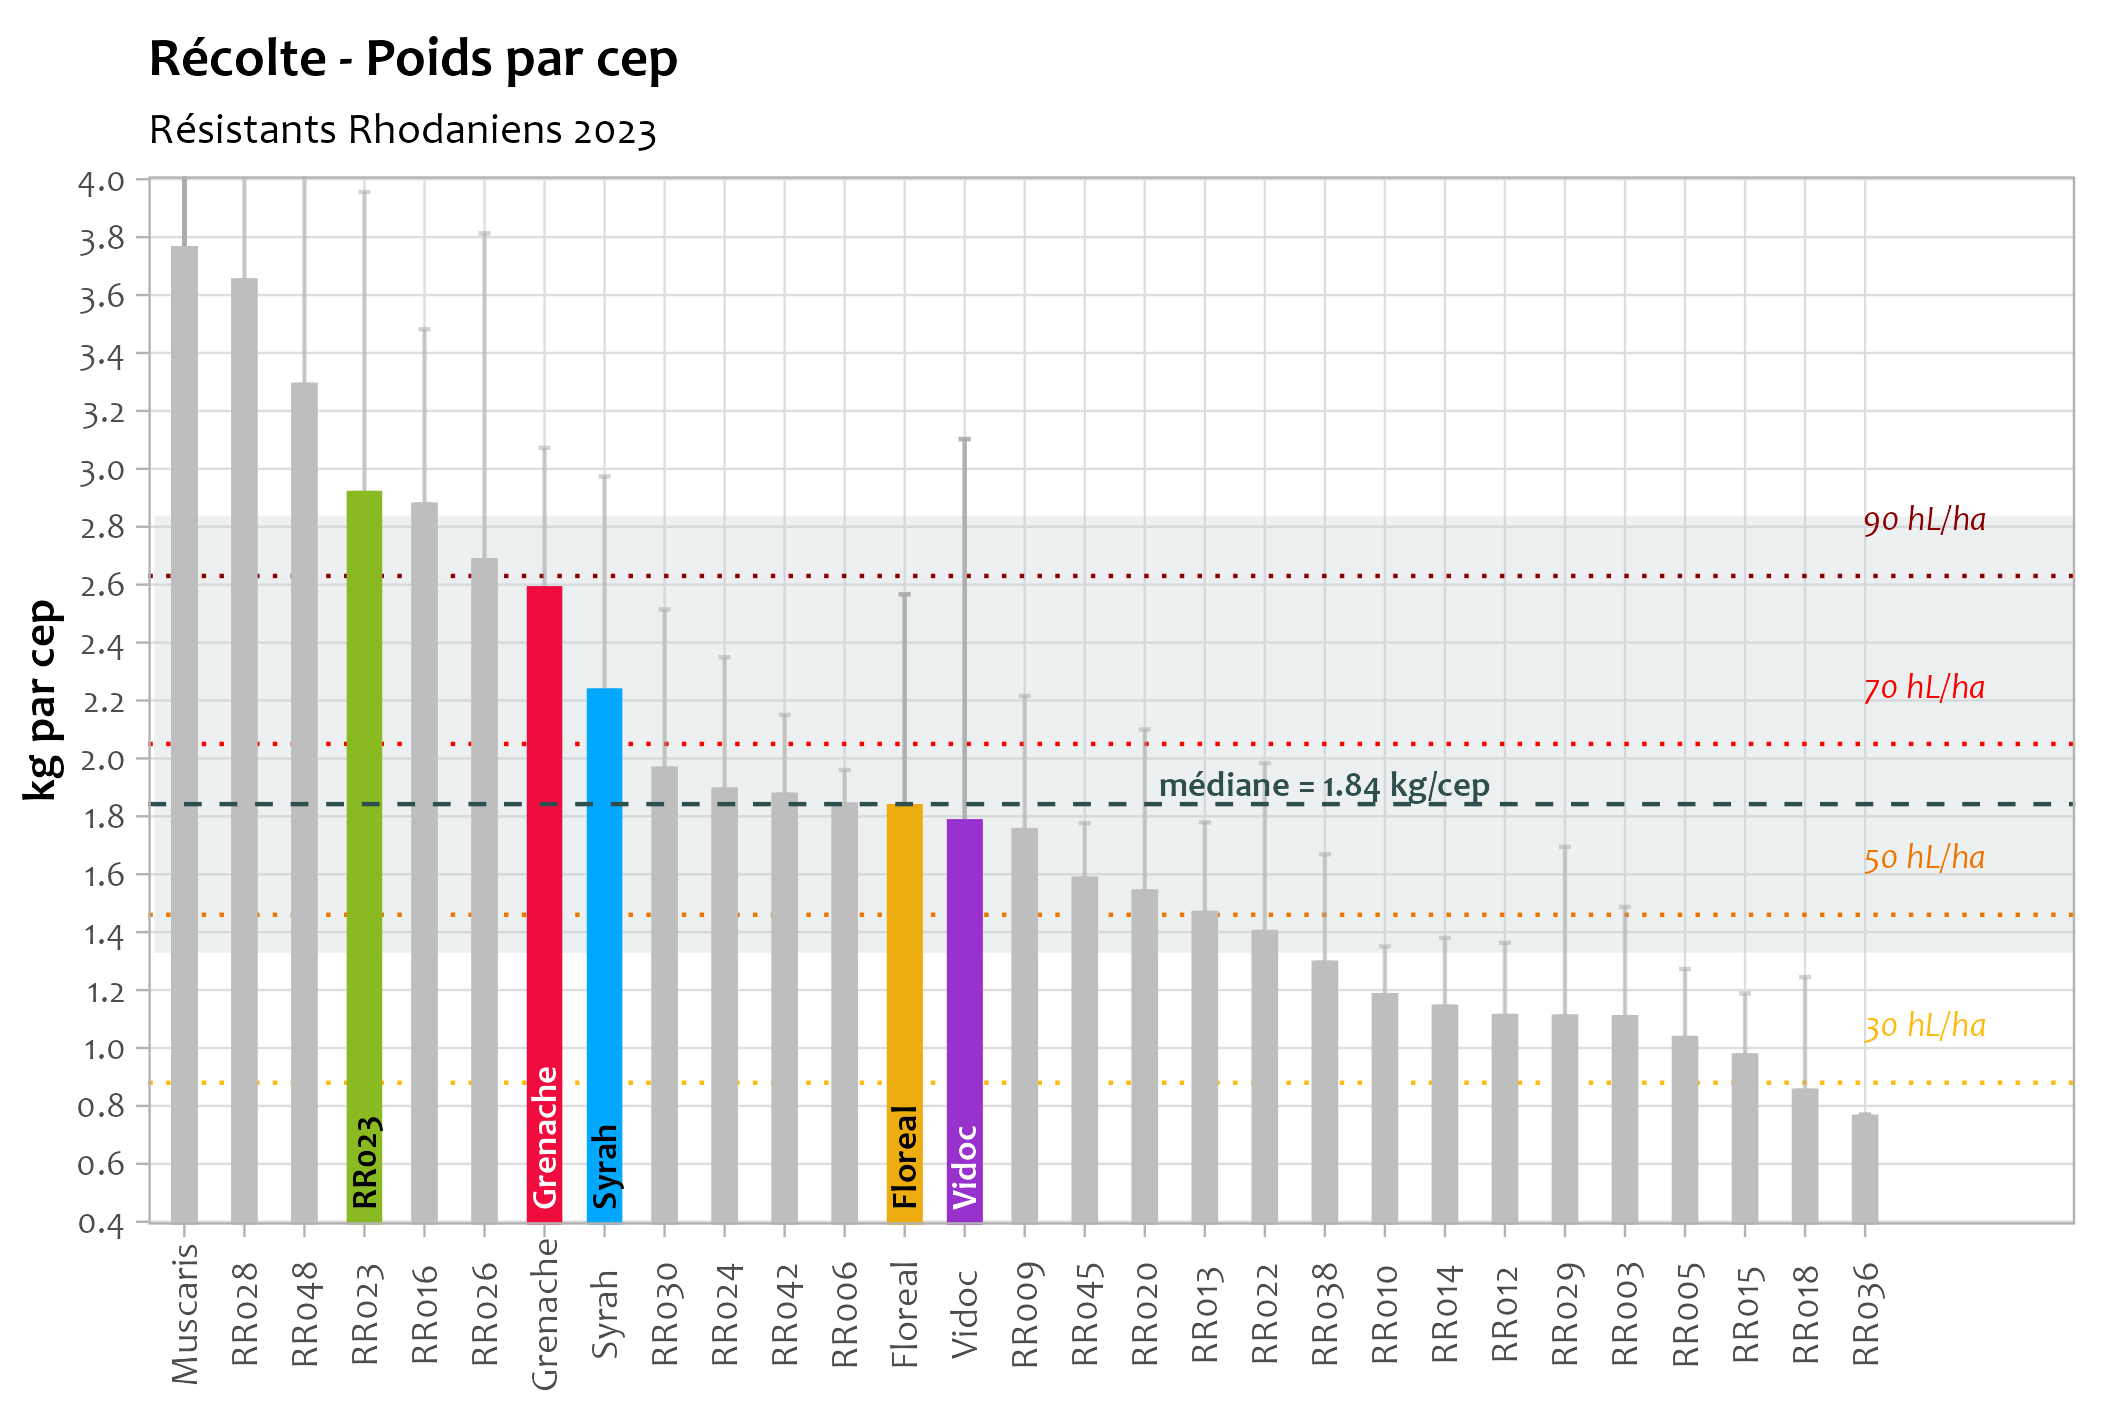 Récolte - Poids par cep
Résistants Rhodaniens 2023
kg par cep
4.0
3.8
3.6
3.4
3.2
3.0
2.8
2.6
2.4
2.2
2.0
1.8
1.6
1.4
1.2
1.0
0.8
0.6
0.4
90 hL/ha
70 hL/ha
médiane = 1.84 kg/cep
50 hL/ha
30 hL/ha
RR023
Grenache
Syrah
Floreal
Vidoc
Muscaris
RR028
RR048
RR023
RR016
RR026
Grenache
Syrah
RR030
RR024
RR042
RR006
Floreal
Vidoc
RR009
RR045
RR020
RR013
RR022
RR038
RR010
RR014
RR012
RR029
RR003
RR005
RR015
RR018
RR036